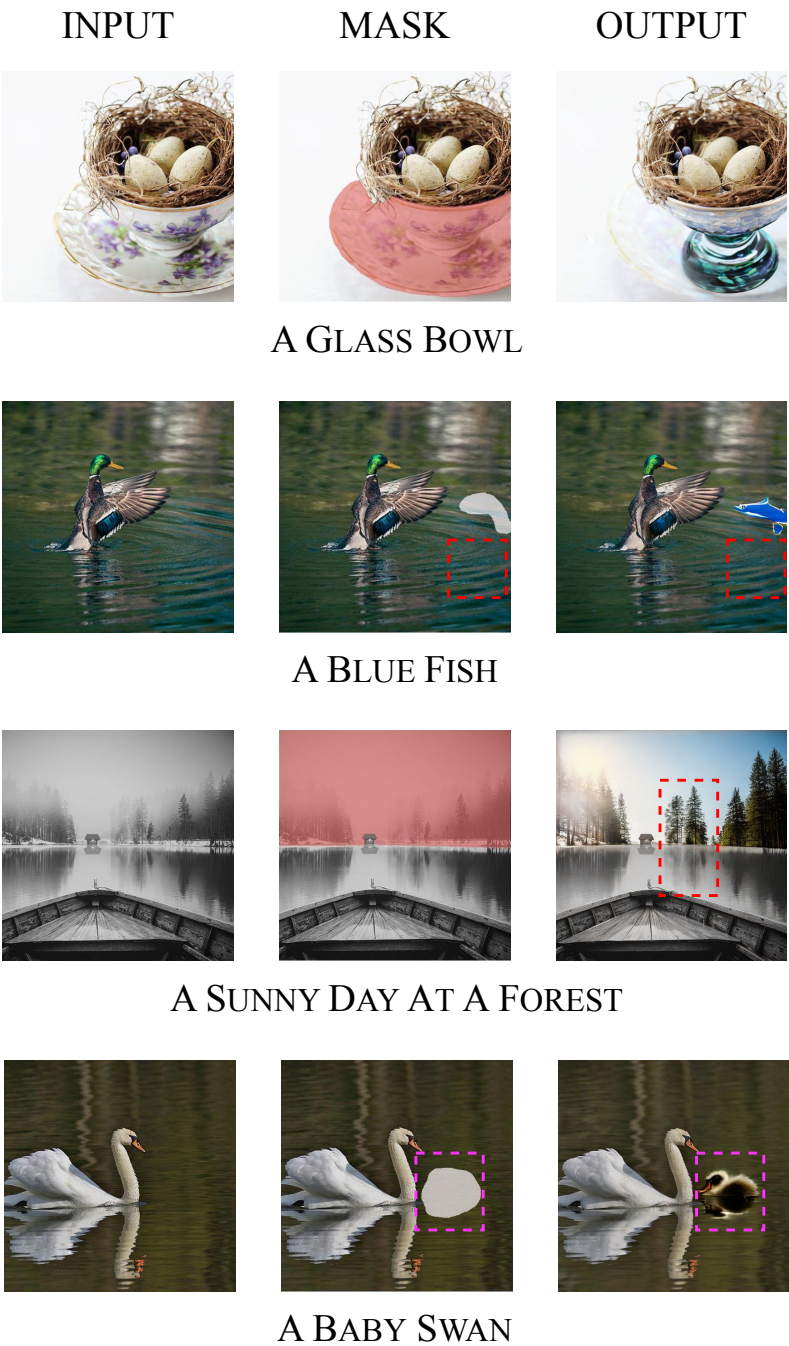 INPUT MASK OUTPUT
A GLASS BOWL
A BLUE FISH
A SUNNY DAY AT A FOREST
A BABY SWAN